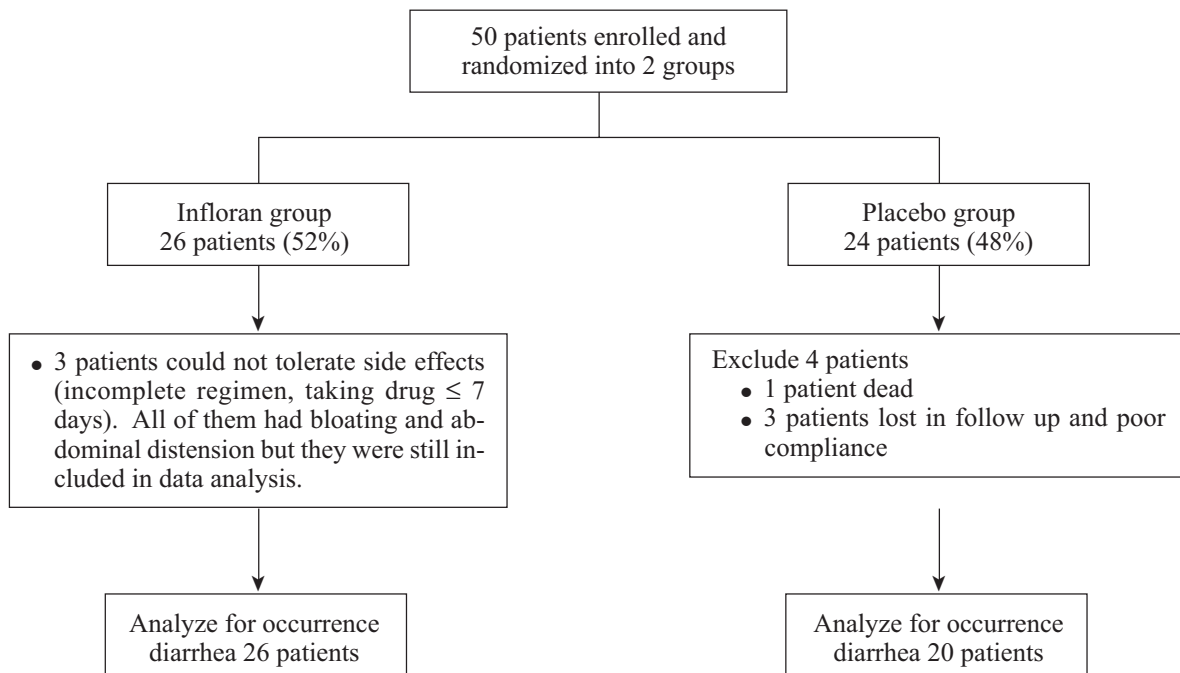 50 patients enrolled and
randomized into 2 groups
Infloran group
26 patients (52%)
Placebo group
24 patients (48%)
• 3 patients could not tolerate side effects
(incomplete regimen, taking drug ≤ 7
days). All of them had bloating and ab-
dominal distension but they were still in-
cluded in data analysis.
Exclude 4 patients
• 1 patient dead
• 3 patients lost in follow up and poor
compliance
Analyze for occurrence
diarrhea 26 patients
Analyze for occurrence
diarrhea 20 patients